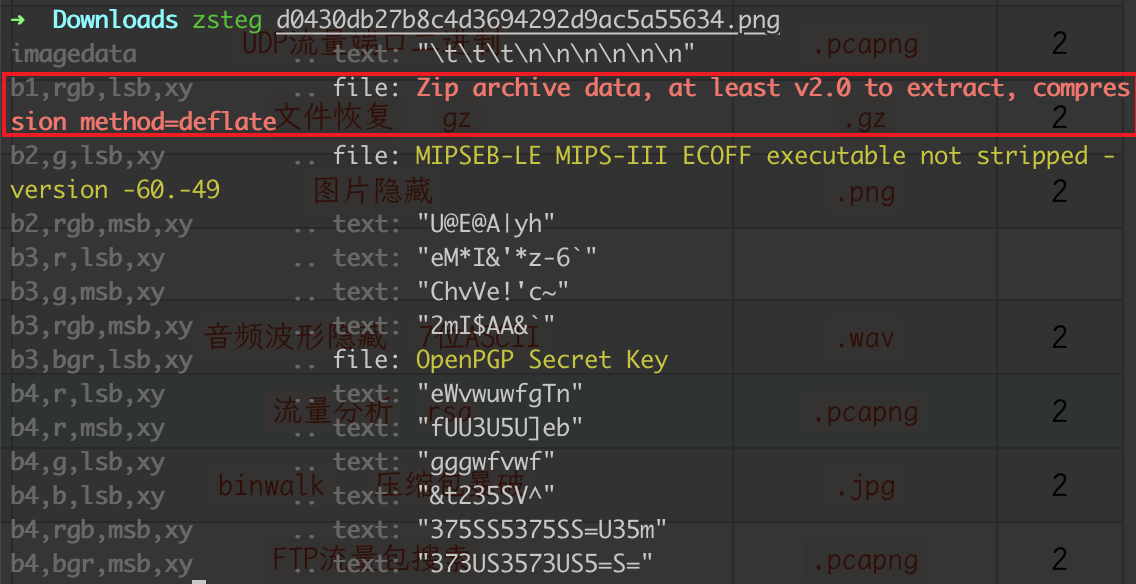 ➜  Downloads zsteg d0430db27b8c4d3694292d9ac5a55634.png
UDP流量端口二进制 .pcapng 2
imagedata           .. text: "\t\t\t\n\n\n\n\n\n"
b1,rgb,lsb,xy       .. file: Zip archive data, at least v2.0 to extract, compres
文件恢复 gz .gz 2
sion method=deflate
b2,g,lsb,xy         .. file: MIPSEB-LE MIPS-III ECOFF executable not stripped -
version -60.-49
图片隐藏 .png 2
b2,rgb,msb,xy       .. text: "U@E@A|yh"
b3,r,lsb,xy         .. text: "eM*I&'*z-6`"
b3,g,msb,xy         .. text: "ChvVe!'c~"
b3,rgb,msb,xy       .. text: "2mI$AA&`"
音频波形隐藏 7位ASCII .wav 2
b3,bgr,lsb,xy       .. file: OpenPGP Secret Key
b4,r,lsb,xy         .. text: "eWvwuwfgTn"
流量分析 rsa .pcapng 2
b4,r,msb,xy         .. text: "fUU3U5U]eb"
b4,g,lsb,xy         .. text: "gggwfvwf"
binwalk 压缩包暴破 .jpg 2
b4,b,lsb,xy         .. text: "&t235SV^"
b4,rgb,msb,xy       .. text: "375SS5375SS=U35m"
FTP流量包搜索 .pcapng 2
b4,bgr,msb,xy       .. text: "373US3573US5=S="